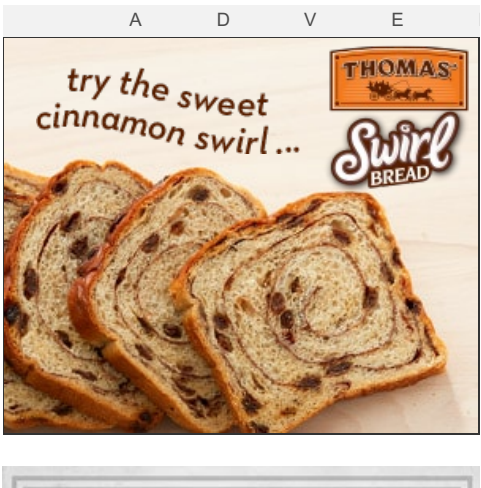 A D V E
try the sweet
cinnamon swirl ...
THOMAS'
Swirl
BREAD